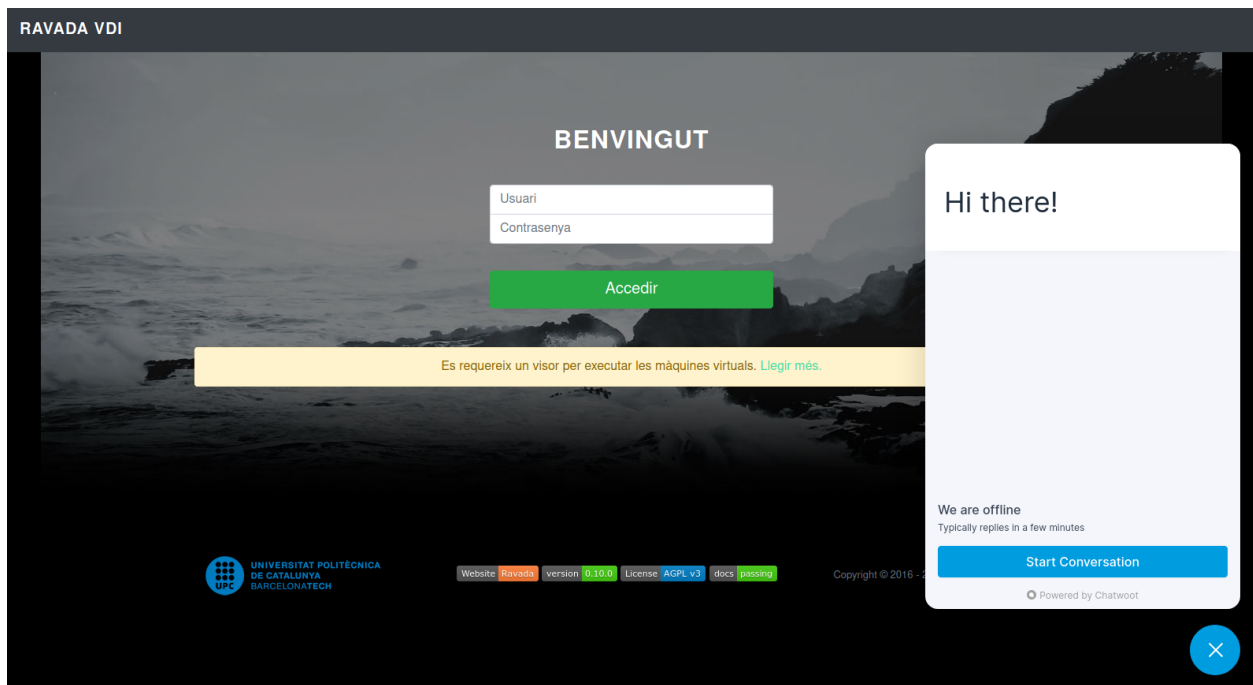 RAVADA VDI
BENVINGUT
Usuari
Contrasenya
Accedir
Es requereix un visor per executar les màquines virtuals. Llegir més.
Hi there!
We are offline
Typically replies in a few minutes
Start Conversation
Powered by Chatwoot
UPC
UNIVERSITAT POLITÈCNICA
DE CATALUNYA
BARCELONATECH
Website Ravada version 0.10.0 License AGPL v3 docs passing
Copyright © 2016 -